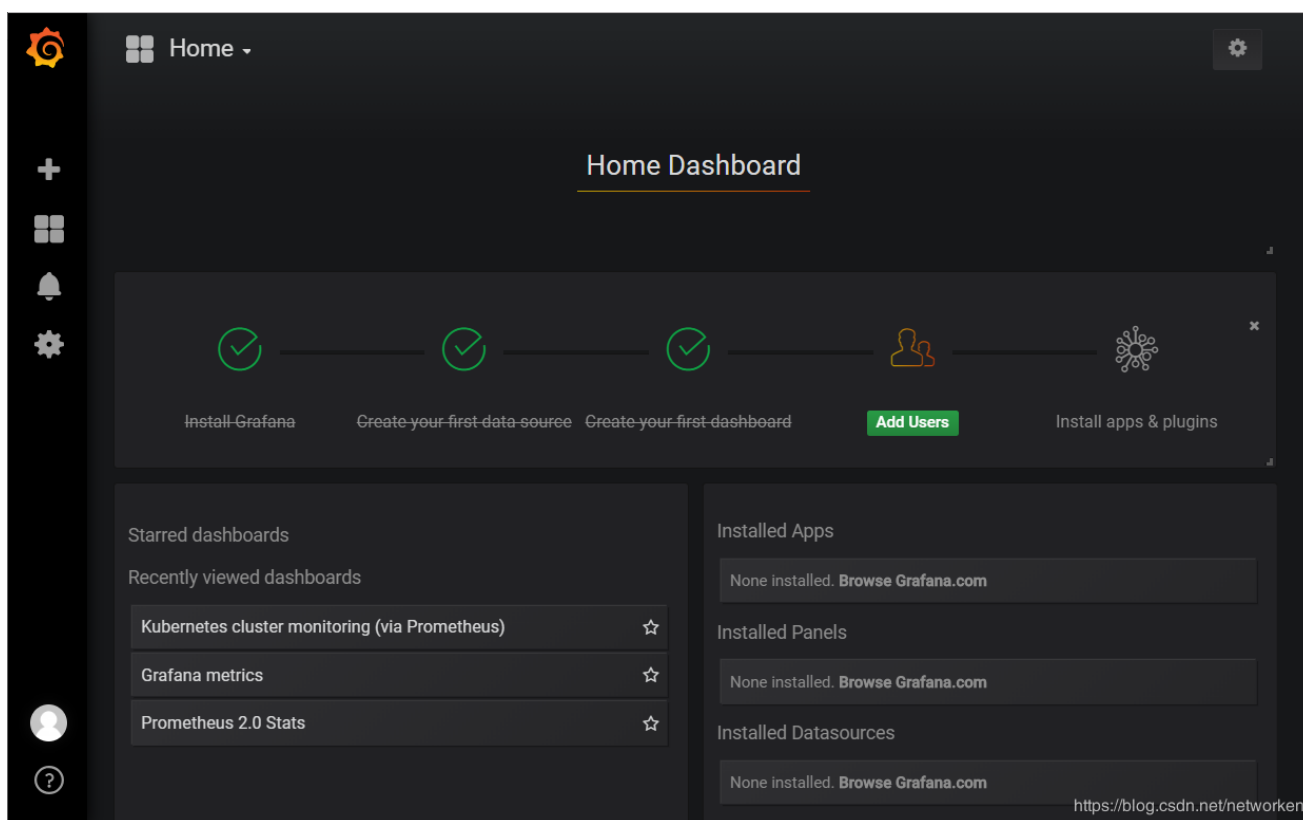 Home
Home Dashboard
Install Grafana
Create your first data source
Create your first dashboard
Add Users
Install apps & plugins
Starred dashboards
Recently viewed dashboards
Kubernetes cluster monitoring (via Prometheus)
Grafana metrics
Prometheus 2.0 Stats
Installed Apps
None installed. Browse Grafana.com
Installed Panels
None installed. Browse Grafana.com
Installed Datasources
None installed. Browse Grafana.com
https://blog.csdn.net/networken